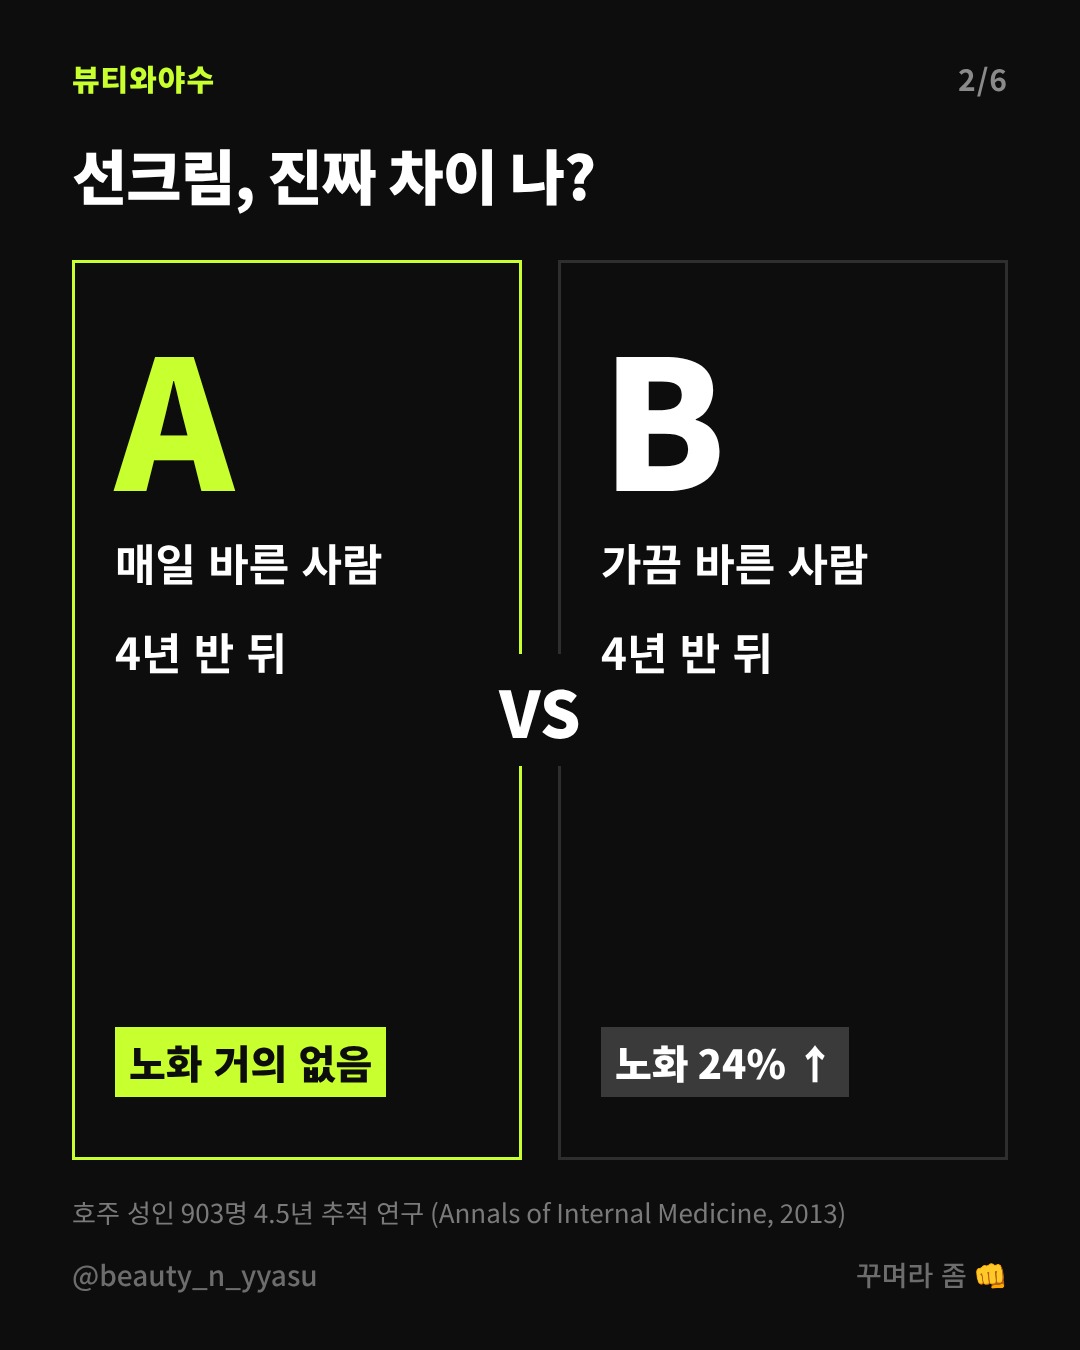 뷰티와야수
2/6
선크림, 진짜 차이 나?
A
매일 바른 사람
4년 반 뒤
노화 거의 없음
VS
B
가끔 바른 사람
4년 반 뒤
노화 24% ↑
호주 성인 903명 4.5년 추적 연구 (Annals of Internal Medicine, 2013)
@beauty_n_yyasu
꾸며라 좀 👊